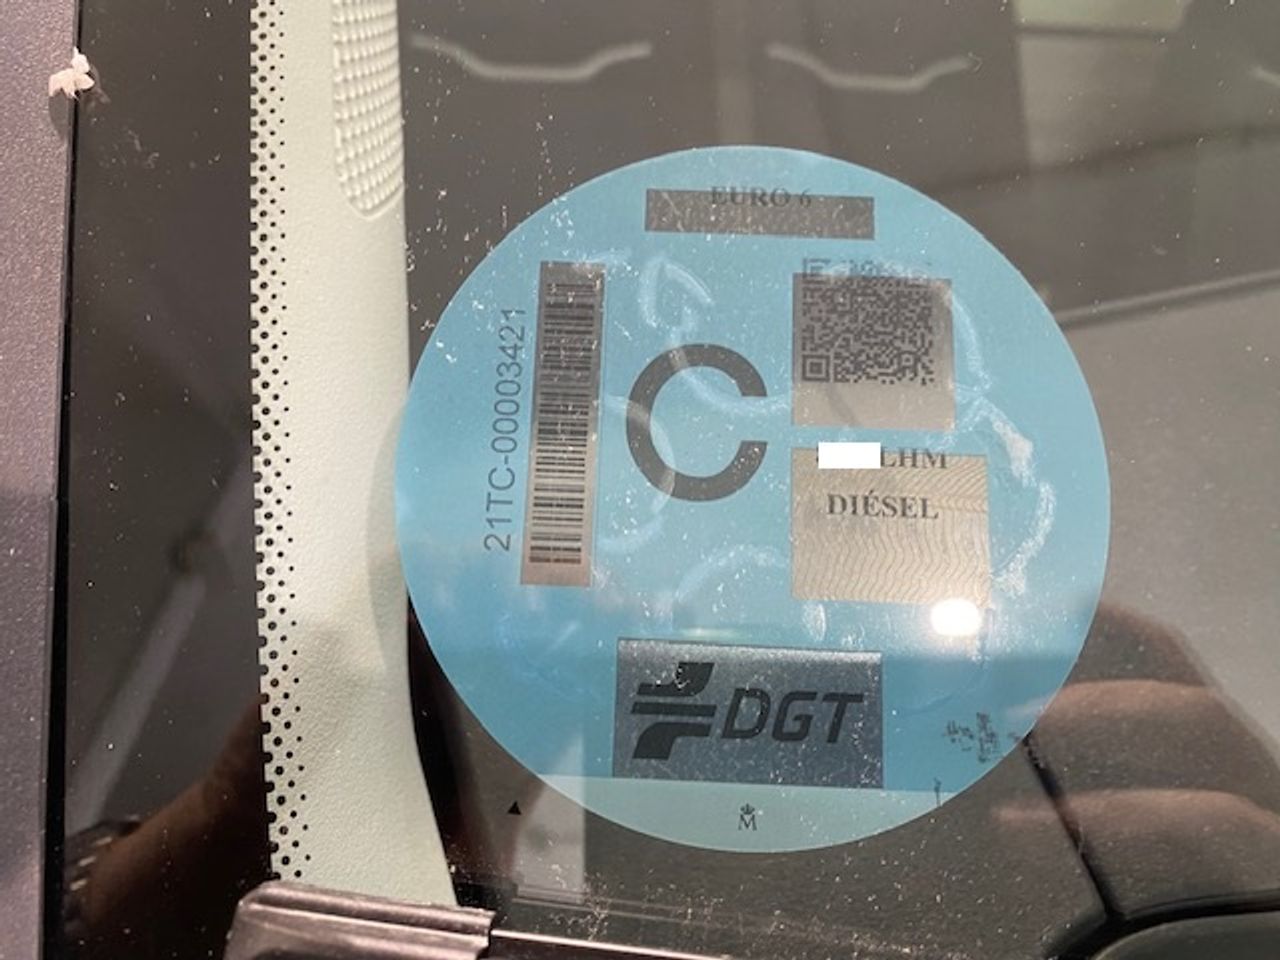 EURO 6
21TC-00003421
C
LHM
DIÉSEL
DGT
M